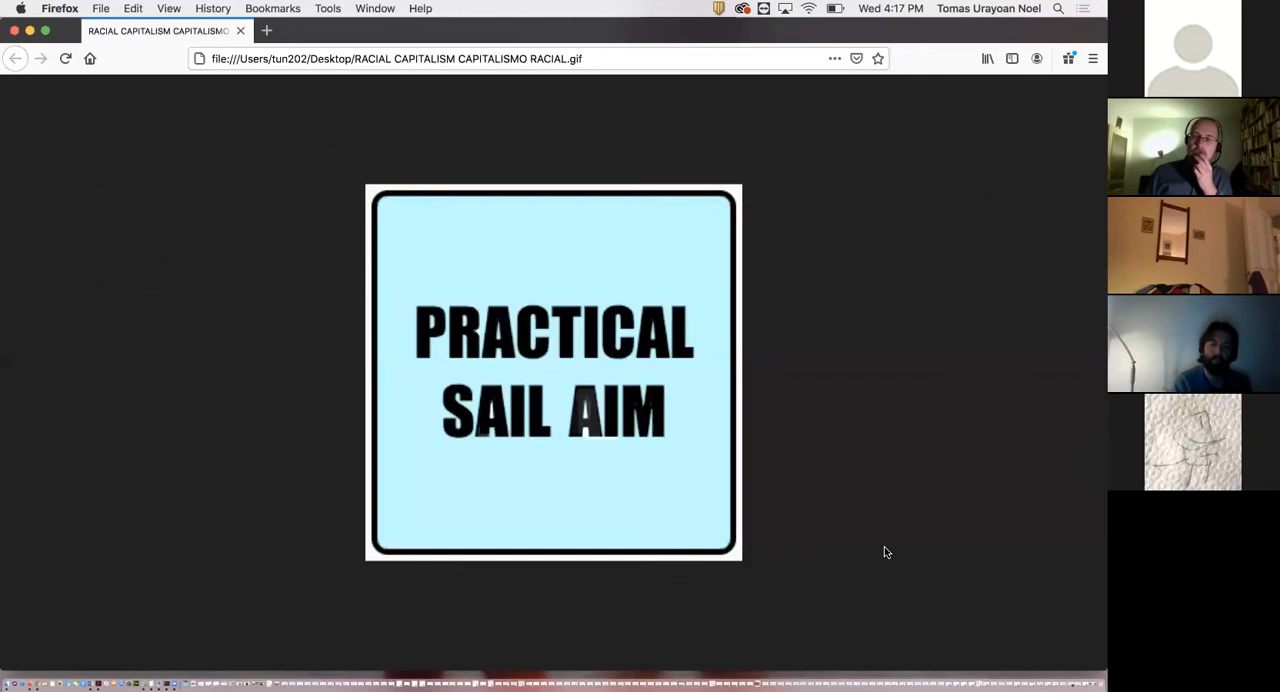 Firefox File Edit View History Bookmarks Tools Window Help Wed 4:17 PM Tomas Urayoan Noel
RACIAL CAPITALISM CAPITALISMO
file:///Users/tun202/Desktop/RACIAL CAPITALISM CAPITALISMO RACIAL.gif
PRACTICAL
SAIL AIM